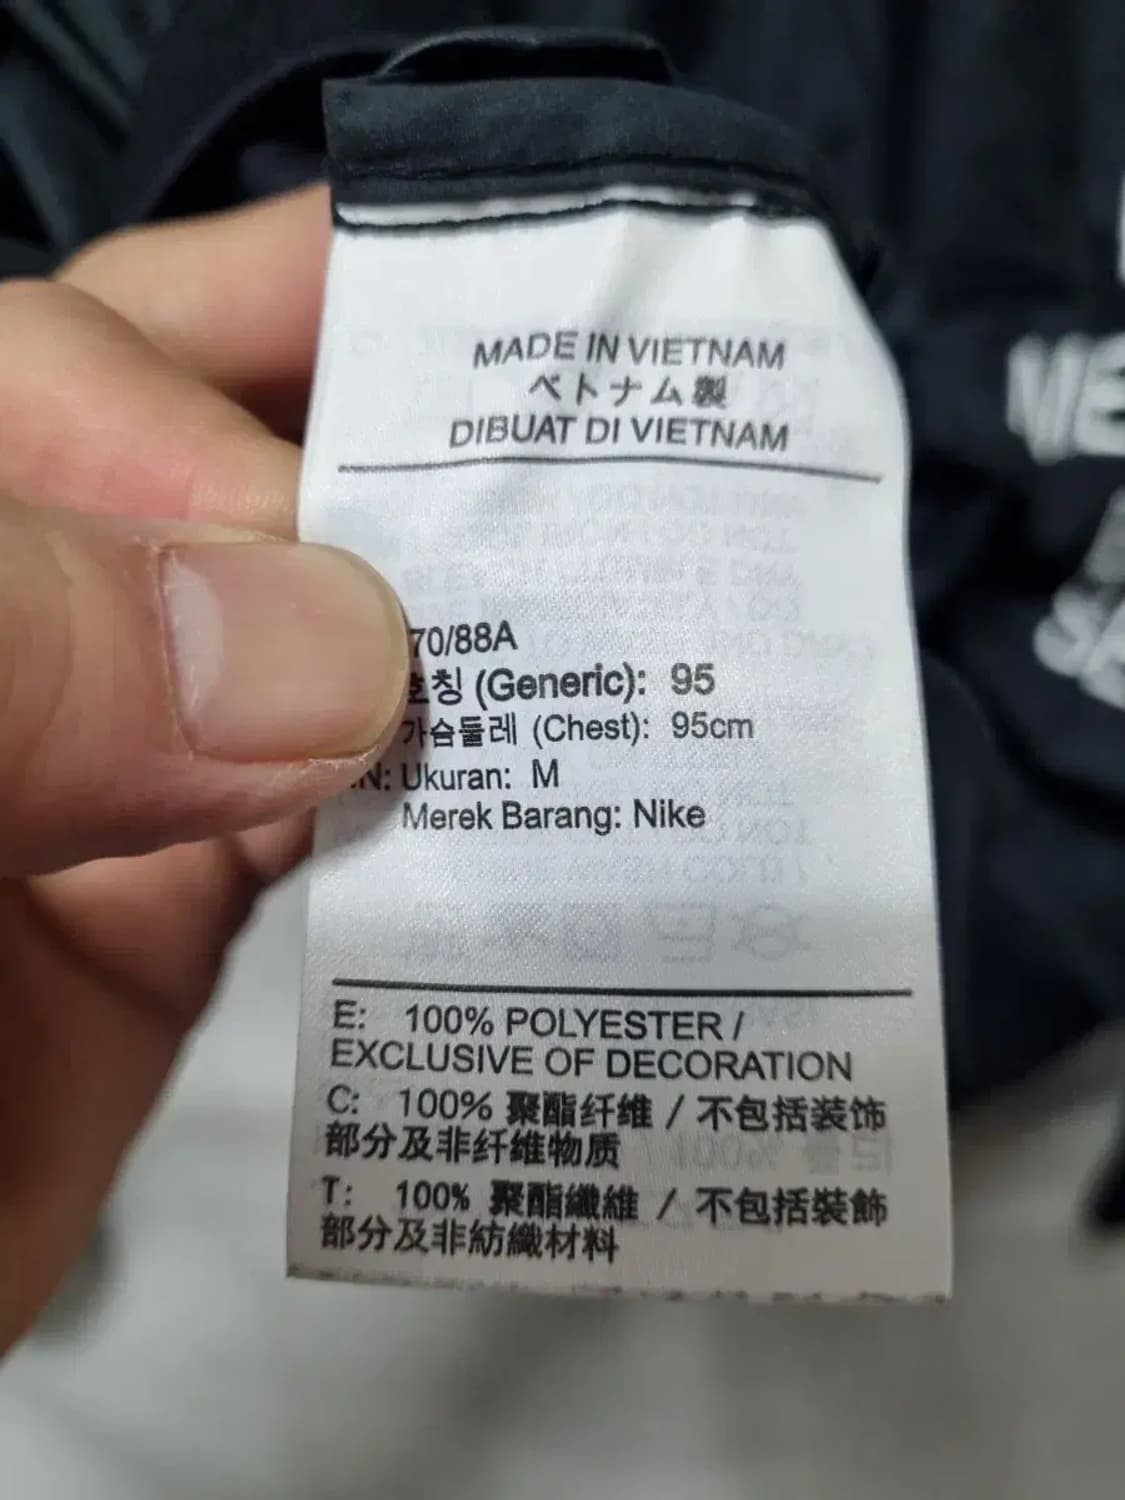 MADE IN VIETNAM
ベトナム製
DIBUAT DI VIETNAM
70/88A
호칭 (Generic): 95
가슴둘레 (Chest): 95cm
N: Ukuran: M
Merek Barang: Nike
E: 100% POLYESTER /
EXCLUSIVE OF DECORATION
C: 100% 聚酯纤维 / 不包括装饰
部分及非纤维物质
T: 100% 聚酯纖維 / 不包括裝飾
部分及非紡織材料